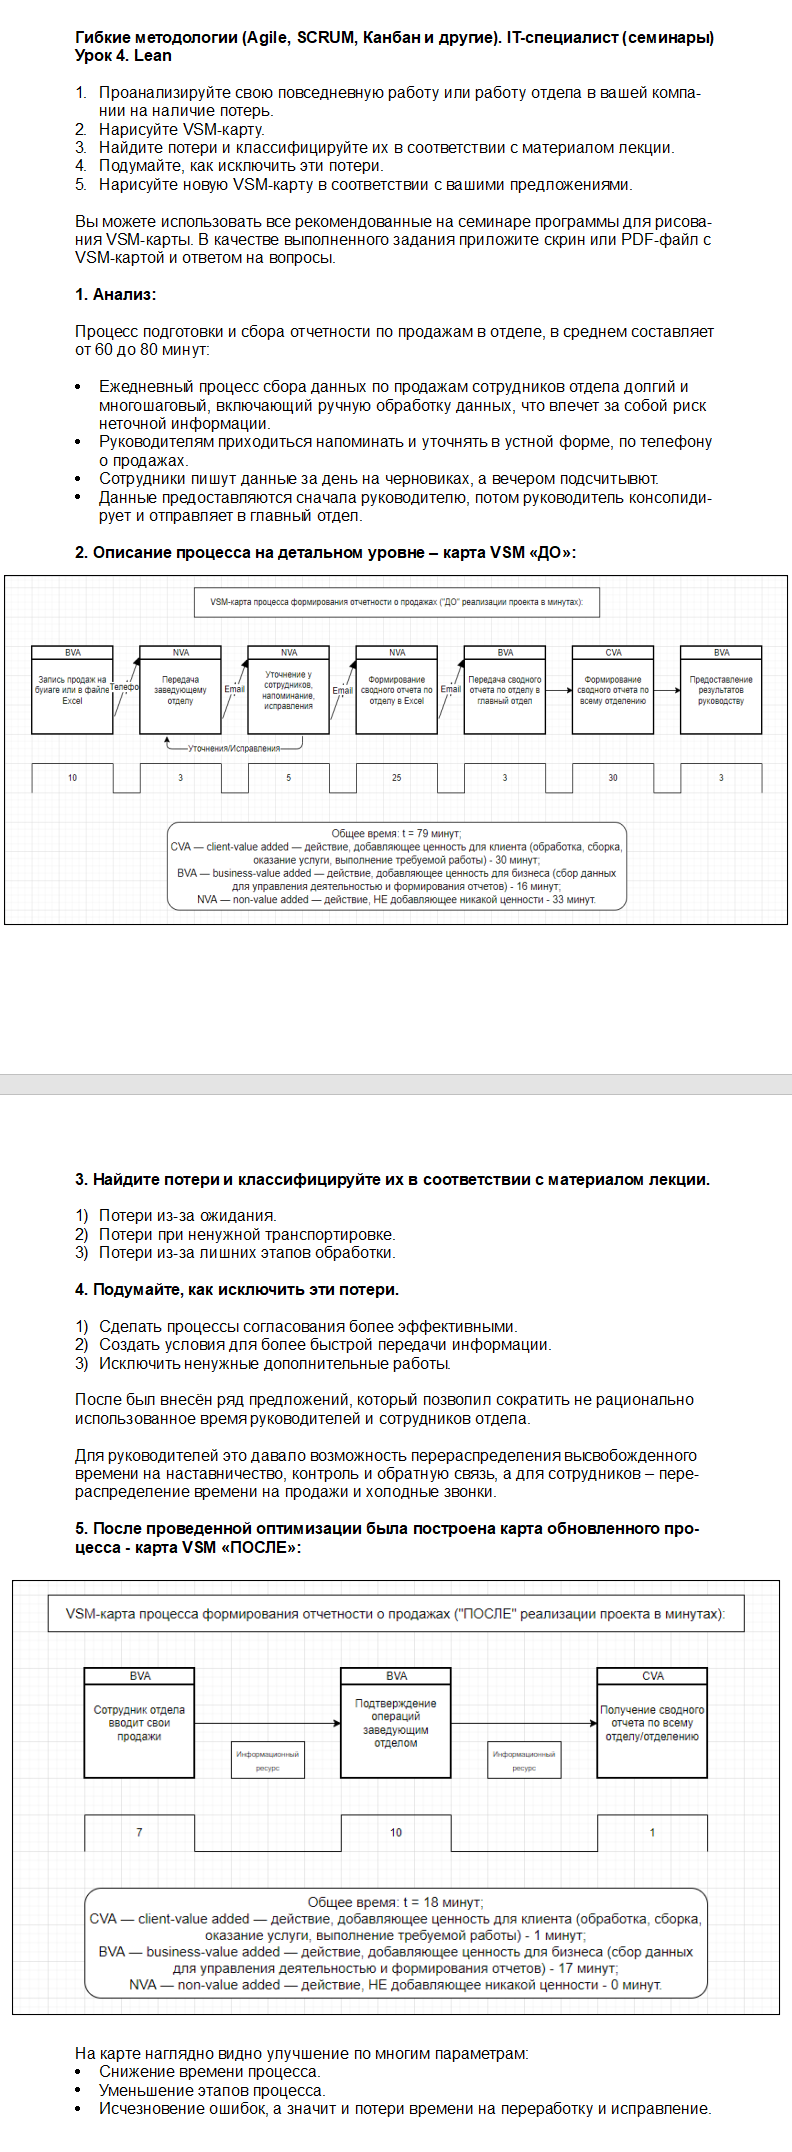 Гибкие методологии (Agile, SCRUM, Канбан и другие). IT-специалист (семинары)
Урок 4. Lean
1. Проанализируйте свою повседневную работу или работу отдела в вашей компа-
нии на наличие потерь.
2. Нарисуйте VSM-карту.
3. Найдите потери и классифицируйте их в соответствии с материалом лекции.
4. Подумайте, как исключить эти потери.
5. Нарисуйте новую VSM-карту в соответствии с вашими предложениями.
Вы можете использовать все рекомендованные на семинаре программы для рисова-
ния VSM-карты. В качестве выполненного задания приложите скрин или PDF-файл с
VSM-картой и ответом на вопросы.
1. Анализ:
Процесс подготовки и сбора отчетности по продажам в отделе, в среднем составляет
от 60 до 80 минут:
• Ежедневный процесс сбора данных по продажам сотрудников отдела долгий и
многошаговый, включающий ручную обработку данных, что влечет за собой риск
неточной информации.
• Руководителям приходиться напоминать и уточнять в устной форме, по телефону
о продажах.
• Сотрудники пишут данные за день на черновиках, а вечером подсчитывют.
• Данные предоставляются сначала руководителю, потом руководитель консолиди-
рует и отправляет в главный отдел.
2. Описание процесса на детальном уровне – карта VSM «ДО»:
VSM-карта процесса формирования отчетности о продажах ("ДО" реализации проекта в минутах):
BVA
Запись продаж на
буиаге или в файле
Excel
Телефо
NVA
Передача
заведующему
отделу
Email
NVA
Уточнение у
сотрудников,
напоминание,
исправления
Email
NVA
Формирование
сводного отчета по
отделу в Excel
Email
BVA
Передача сводного
отчета по отделу в
главный отдел
CVA
Формирование
сводного отчета по
всему отделению
BVA
Предоставление
результатов
руководству
Уточнения/Исправления
10 3 5 25 3 30 3
Общее время: t = 79 минут;
CVA — client-value added — действие, добавляющее ценность для клиента (обработка, сборка,
оказание услуги, выполнение требуемой работы) - 30 минут;
BVA — business-value added — действие, добавляющее ценность для бизнеса (сбор данных
для управления деятельностью и формирования отчетов) - 16 минут;
NVA — non-value added — действие, НЕ добавляющее никакой ценности - 33 минут.
3. Найдите потери и классифицируйте их в соответствии с материалом лекции.
1) Потери из-за ожидания.
2) Потери при ненужной транспортировке.
3) Потери из-за лишних этапов обработки.
4. Подумайте, как исключить эти потери.
1) Сделать процессы согласования более эффективными.
2) Создать условия для более быстрой передачи информации.
3) Исключить ненужные дополнительные работы.
После был внесён ряд предложений, который позволил сократить не рационально
использованное время руководителей и сотрудников отдела.
Для руководителей это давало возможность перераспределения высвобожденного
времени на наставничество, контроль и обратную связь, а для сотрудников – пере-
распределение времени на продажи и холодные звонки.
5. После проведенной оптимизации была построена карта обновленного про-
цесса - карта VSM «ПОСЛЕ»:
VSM-карта процесса формирования отчетности о продажах ("ПОСЛЕ" реализации проекта в минутах):
BVA
Сотрудник отдела
вводит свои
продажи
Информационный
ресурс
BVA
Подтверждение
операций
заведующим
отделом
Информационный
ресурс
CVA
Получение сводного
отчета по всему
отделу/отделению
7 10 1
Общее время: t = 18 минут;
CVA — client-value added — действие, добавляющее ценность для клиента (обработка, сборка,
оказание услуги, выполнение требуемой работы) - 1 минут;
BVA — business-value added — действие, добавляющее ценность для бизнеса (сбор данных
для управления деятельностью и формирования отчетов) - 17 минут;
NVA — non-value added — действие, НЕ добавляющее никакой ценности - 0 минут.
На карте наглядно видно улучшение по многим параметрам:
• Снижение времени процесса.
• Уменьшение этапов процесса.
• Исчезновение ошибок, а значит и потери времени на переработку и исправление.